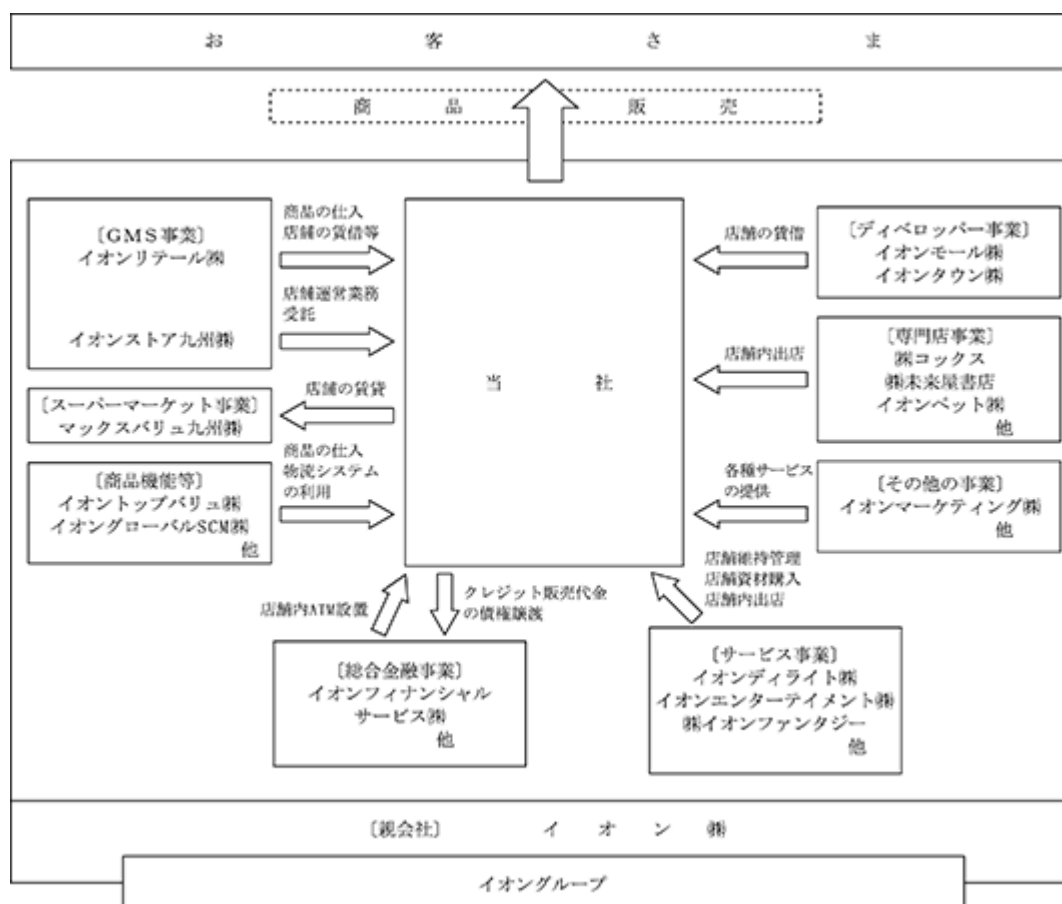 お客さま
商品販売
〔GMS事業〕
イオンリテール㈱
イオンストア九州㈱
商品の仕入
店舗の賃借等
店舗運営業務
受託
〔スーパーマーケット事業〕
マックスバリュ九州㈱
店舗の賃貸
〔商品機能等〕
イオントップバリュ㈱
イオングローバルSCM㈱
他
商品の仕入
物流システム
の利用
当社
店舗の賃借
〔ディベロッパー事業〕
イオンモール㈱
イオンタウン㈱
店舗内出店
〔専門店事業〕
㈱コックス
㈱未来屋書店
イオンペット㈱
他
各種サービス
の提供
〔その他の事業〕
イオンマーケティング㈱
他
店舗内ATM設置
クレジット販売代金
の債権譲渡
店舗維持管理
店舗資材購入
店舗内出店
〔総合金融事業〕
イオンフィナンシャル
サービス㈱
他
〔サービス事業〕
イオンディライト㈱
イオンエンターテイメント㈱
㈱イオンファンタジー
他
〔親会社〕 イオン㈱
イオングループ